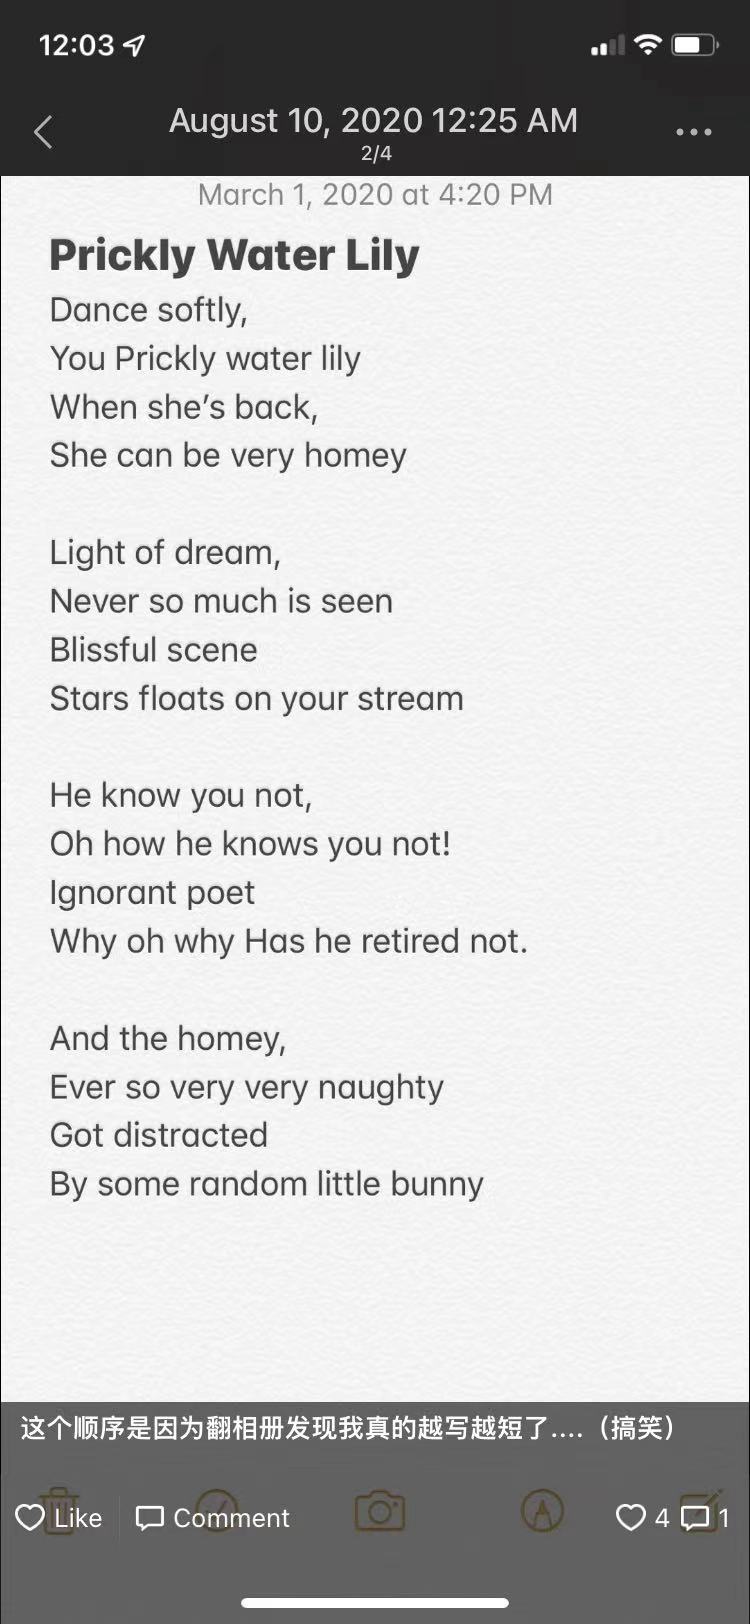 12:03
August 10, 2020 12:25 AM
2/4
March 1, 2020 at 4:20 PM
Prickly Water Lily
Dance softly,
You Prickly water lily
When she’s back,
She can be very homey
Light of dream,
Never so much is seen
Blissful scene
Stars floats on your stream
He know you not,
Oh how he knows you not!
Ignorant poet
Why oh why Has he retired not.
And the homey,
Ever so very very naughty
Got distracted
By some random little bunny
这个顺序是因为翻相册发现我真的越写越短了....（搞笑）
Like Comment 4 1